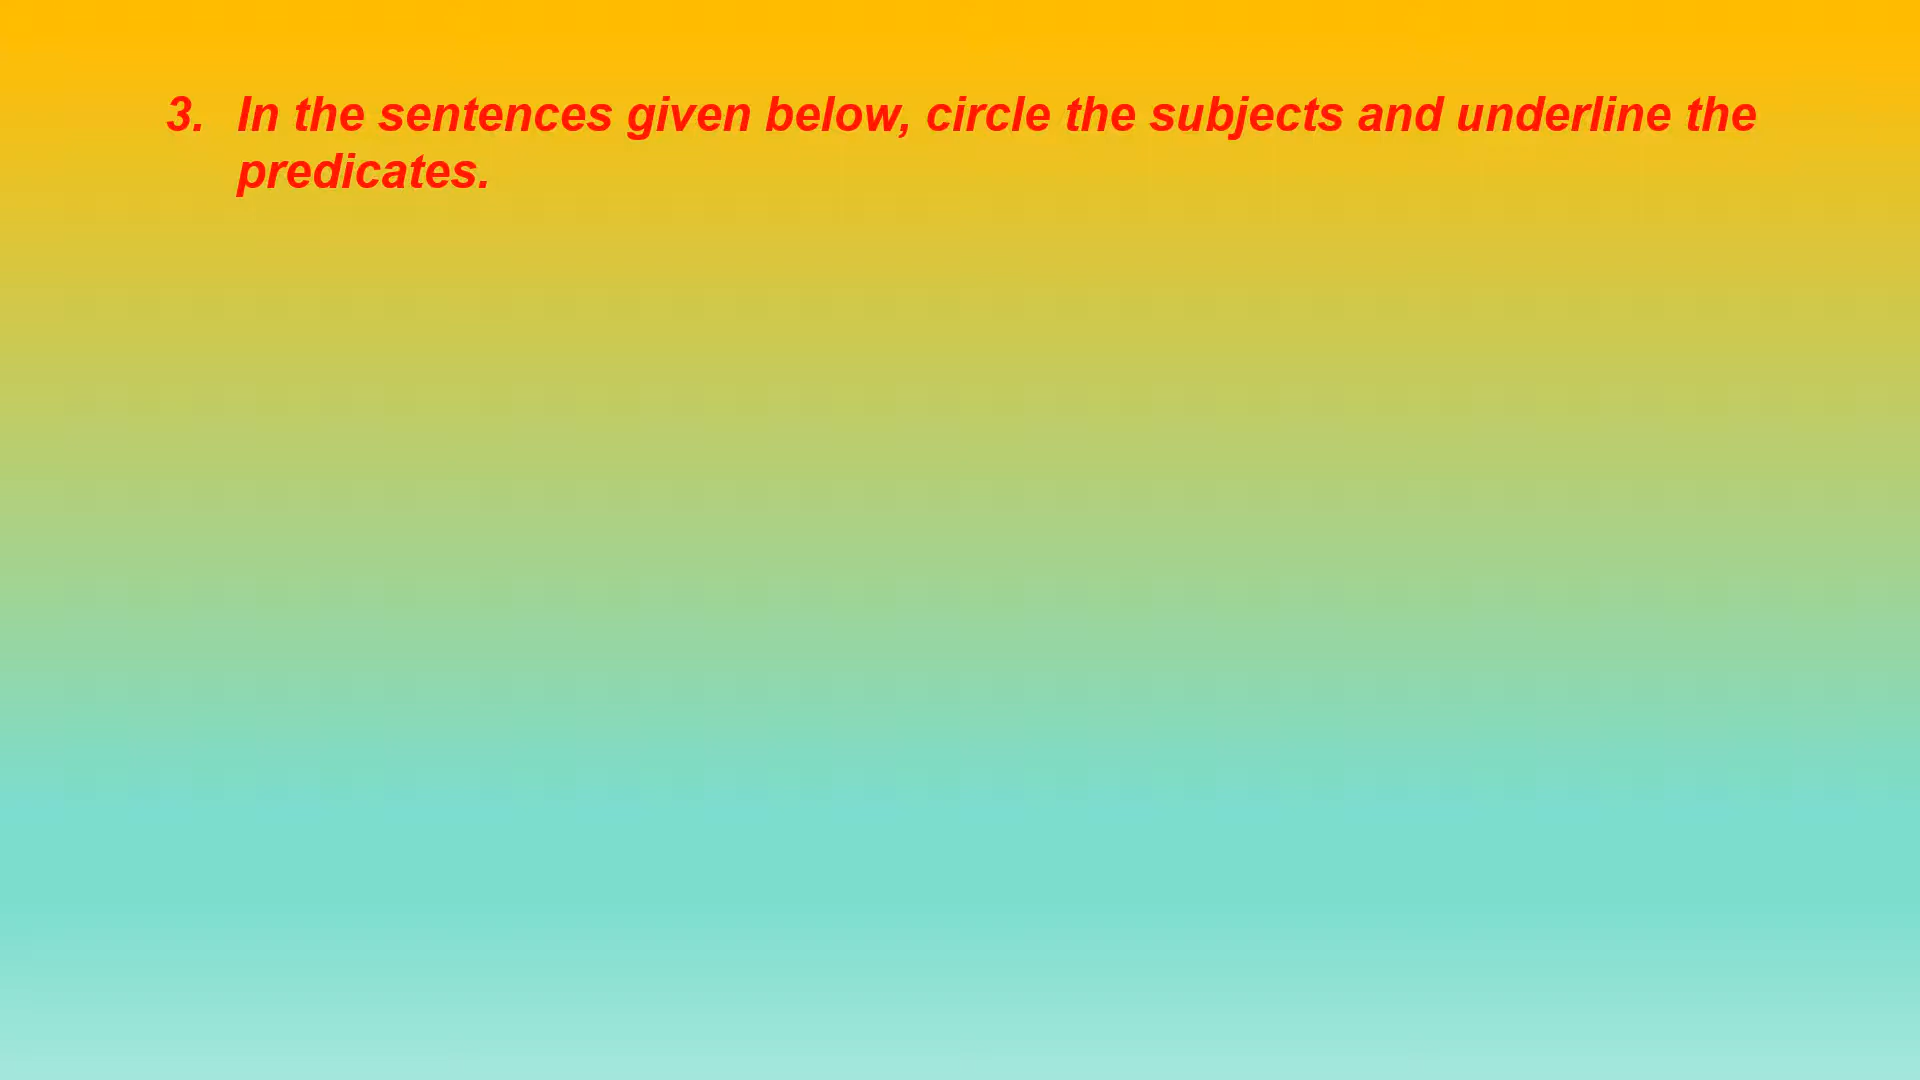 3. In the sentences given below, circle the subjects and underline the
predicates.